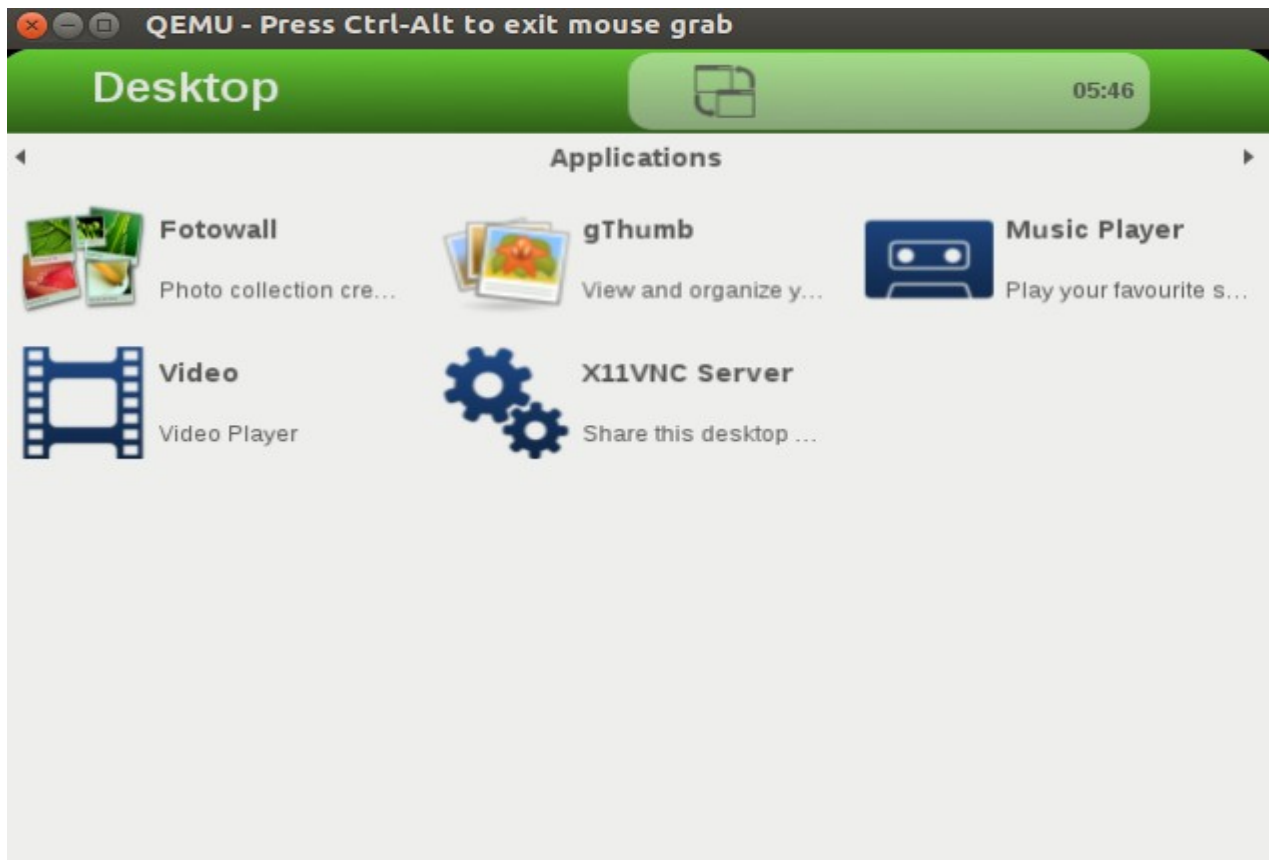 QEMU - Press Ctrl-Alt to exit mouse grab
Desktop
05:46
Applications
Fotowall
Photo collection cre...
gThumb
View and organize y...
Music Player
Play your favourite s...
Video
Video Player
X11VNC Server
Share this desktop ...